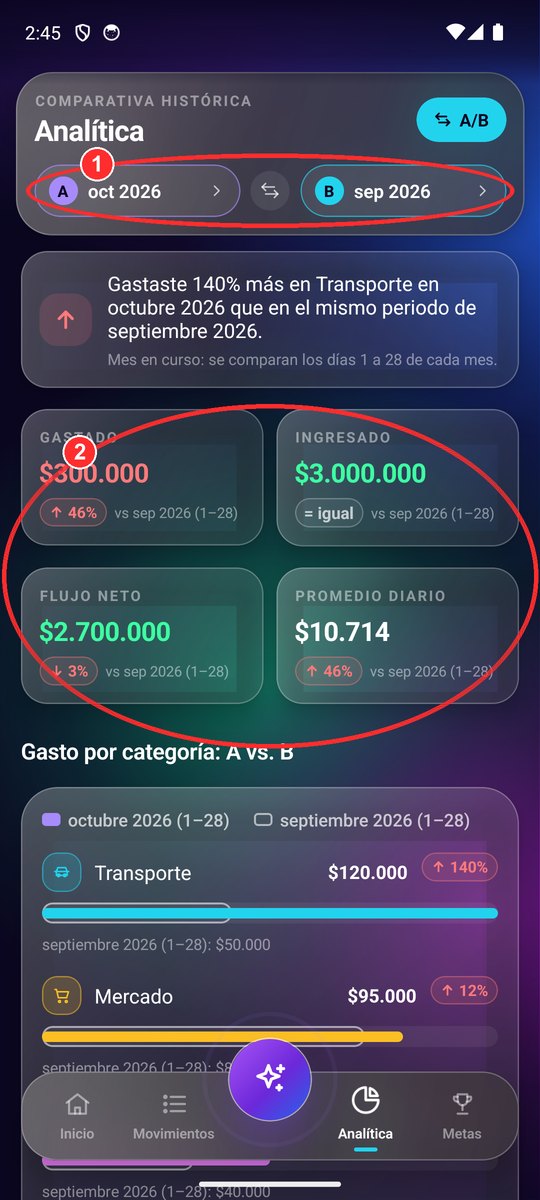 2:45
COMPARATIVA HISTÓRICA
Analítica
A/B
1
A oct 2026
B sep 2026
Gastaste 140% más en Transporte en
octubre 2026 que en el mismo periodo de
septiembre 2026.
Mes en curso: se comparan los días 1 a 28 de cada mes.
GASTADO
2
$300.000
↑ 46% vs sep 2026 (1–28)
INGRESADO
$3.000.000
= igual vs sep 2026 (1–28)
FLUJO NETO
$2.700.000
↓ 3% vs sep 2026 (1–28)
PROMEDIO DIARIO
$10.714
↑ 46% vs sep 2026 (1–28)
Gasto por categoría: A vs. B
octubre 2026 (1–28) septiembre 2026 (1–28)
Transporte $120.000 ↑ 140%
septiembre 2026 (1–28): $50.000
Mercado $95.000 ↑ 12%
septiembre 2026 (1–28): $8
Inicio
Movimientos
Analítica
Metas
septiembre 2026 (1–28): $40.000